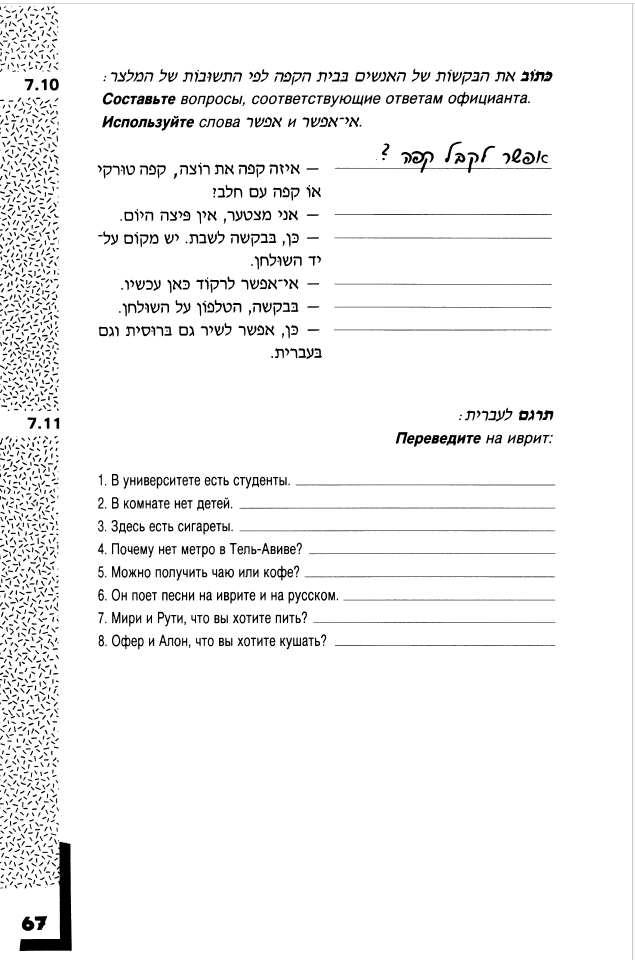 7.10
כתוב את הבקשות של האנשים בבית הקפה לפי התשובות של המלצר:
Составьте вопросы, соответствующие ответам официанта.
Используйте слова אפשר и אי־אפשר.
אפשר לקבל קפה?
— איזה קפה את רוצה, קפה טורקי
או קפה עם חלב?
— אני מצטער, אין פיצה היום.
— כן, בבקשה לשבת. יש מקום על־
יד השולחן.
— אי־אפשר לרקוד כאן עכשיו.
— בבקשה, הטלפון על השולחן.
— כן, אפשר לשיר גם ברוסית וגם
בעברית.
7.11
תרגם לעברית:
Переведите на иврит:
1. В университете есть студенты.
2. В комнате нет детей.
3. Здесь есть сигареты.
4. Почему нет метро в Тель-Авиве?
5. Можно получить чаю или кофе?
6. Он поет песни на иврите и на русском.
7. Мири и Рути, что вы хотите пить?
8. Офер и Алон, что вы хотите кушать?
67